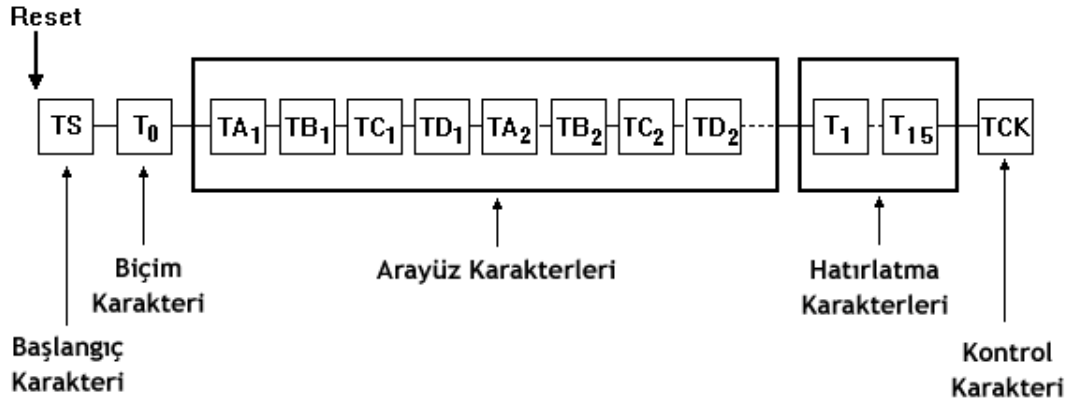 Reset
TS T₀ TA₁ TB₁ TC₁ TD₁ TA₂ TB₂ TC₂ TD₂ T₁ T₁₅ TCK
Biçim
Karakteri
Arayüz Karakterleri
Hatırlatma
Karakterleri
Başlangıç
Karakteri
Kontrol
Karakteri